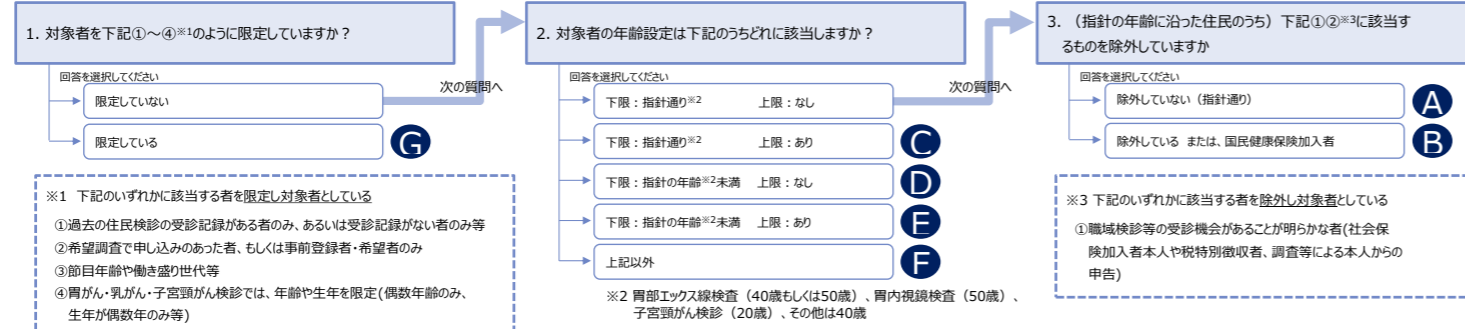 1. 対象者を下記①～④※1のように限定していますか？
回答を選択してください
限定していない
次の質問へ
限定している
G
※1 下記のいずれかに該当する者を限定し対象者としている
①過去の住民検診の受診記録がある者のみ、あるいは受診記録がない者のみ等
②希望調査で申し込みのあった者、もしくは事前登録者・希望者のみ
③節目年齢や働き盛り世代等
④胃がん・乳がん・子宮頸がん検診では、年齢や生年を限定(偶数年齢のみ、
生年が偶数年のみ等)
2. 対象者の年齢設定は下記のうちどれに該当しますか？
回答を選択してください
下限：指針通り※2 上限：なし
次の質問へ
下限：指針通り※2 上限：あり
C
下限：指針の年齢※2未満 上限：なし
D
下限：指針の年齢※2未満 上限：あり
E
上記以外
F
※2 胃部エックス線検査（40歳もしくは50歳）、胃内視鏡検査（50歳）、
子宮頸がん検診（20歳）、その他は40歳
3. （指針の年齢に沿った住民のうち）下記①②※3に該当す
るものを除外していますか
回答を選択してください
除外していない（指針通り）
A
除外している または、国民健康保険加入者
B
※3 下記のいずれかに該当する者を除外し対象者としている
①職域検診等の受診機会があることが明らかな者(社会保
険加入者本人や税特別徴収者、調査等による本人からの
申告)